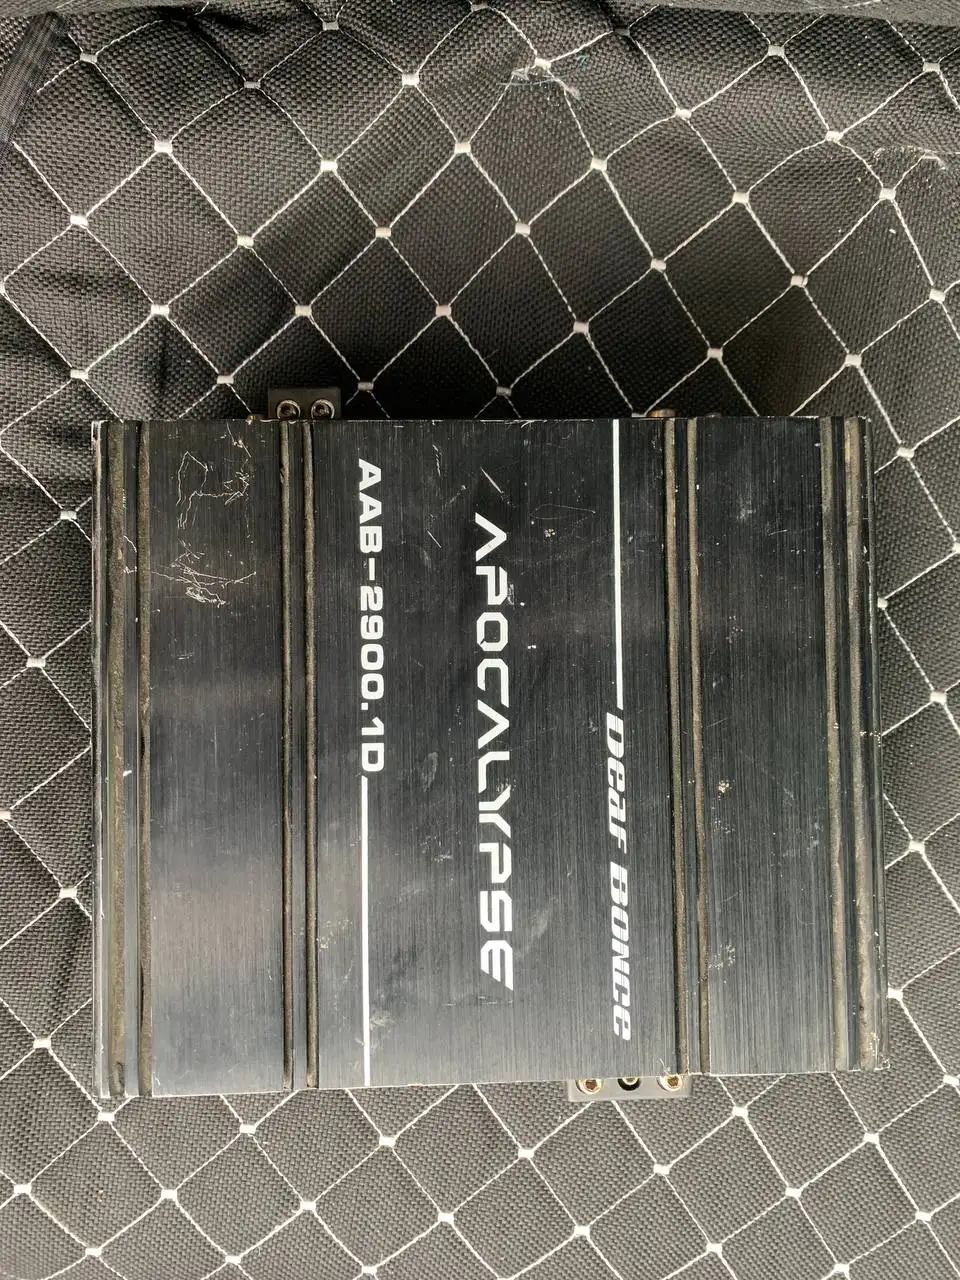 Deaf Bonce
APOCALYPSE
AAB-2900.1D